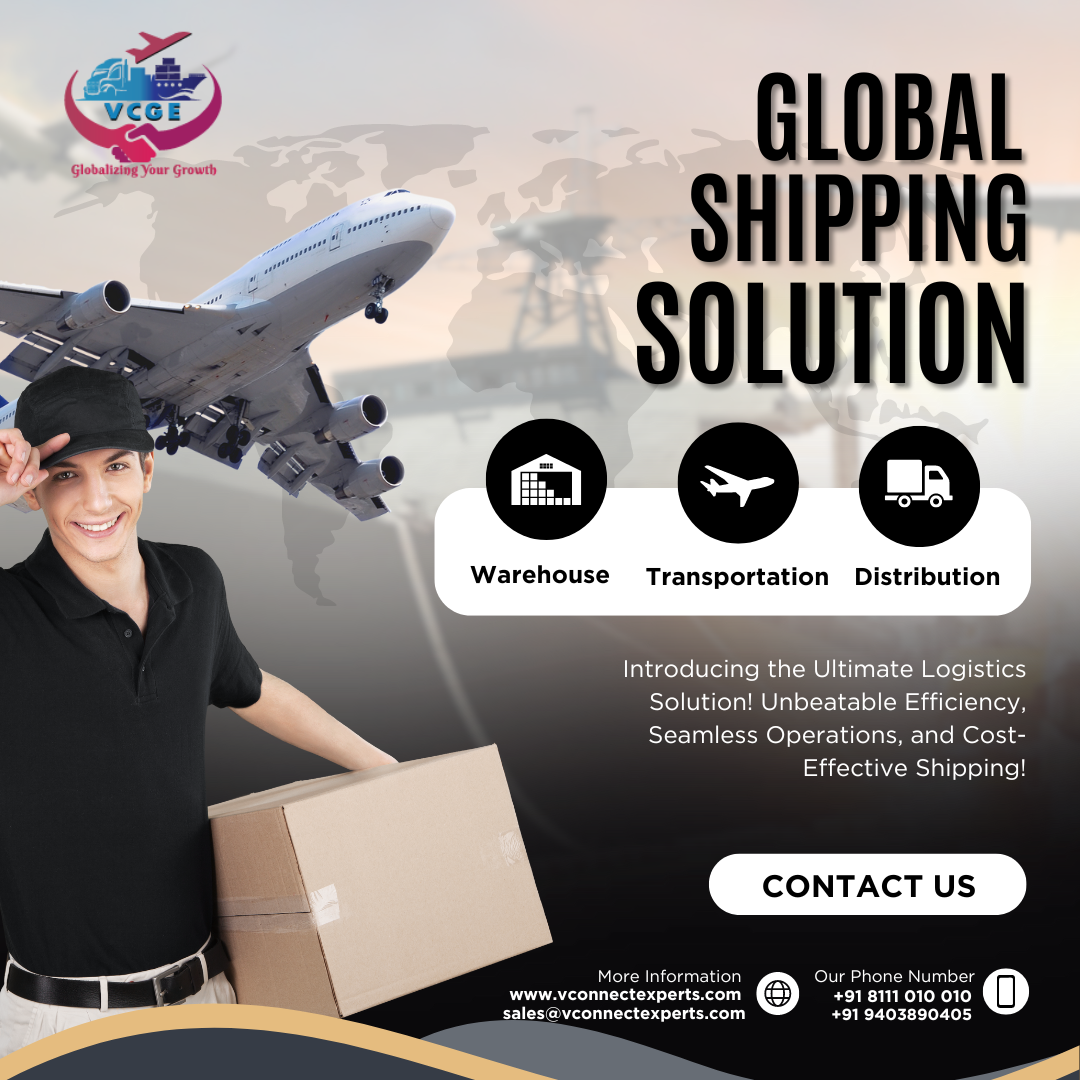 VCGE
Globalizing Your Growth
GLOBAL
SHIPPING
SOLUTION
Warehouse
Transportation
Distribution
Introducing the Ultimate Logistics
Solution! Unbeatable Efficiency,
Seamless Operations, and Cost-
Effective Shipping!
CONTACT US
More Information
www.vconnectexperts.com
sales@vconnectexperts.com
Our Phone Number
+91 8111 010 010
+91 9403890405